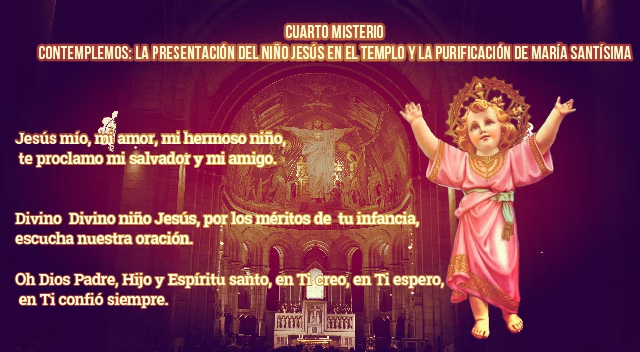 CUARTO MISTERIO
CONTEMPLEMOS: LA PRESENTACIÓN DEL NIÑO JESÚS EN EL TEMPLO Y LA PURIFICACIÓN DE MARÍA SANTÍSIMA
Jesús mío, mi amor, mi hermoso niño,
te proclamo mi salvador y mi amigo.
Divino Divino niño Jesús, por los méritos de tu infancia,
escucha nuestra oración.
Oh Dios Padre, Hijo y Espíritu santo, en Ti creo, en Ti espero,
en Ti confió siempre.